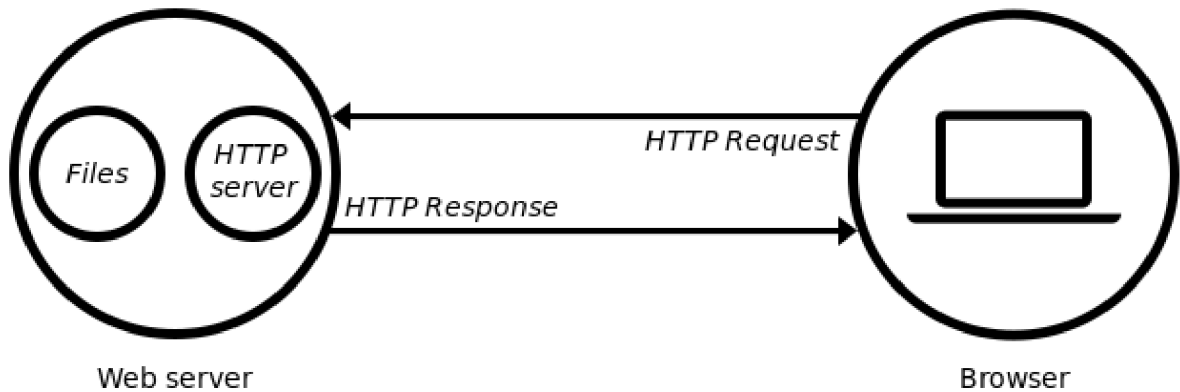 HTTP Request
Files
HTTP
server
HTTP Response
Web server
Browser